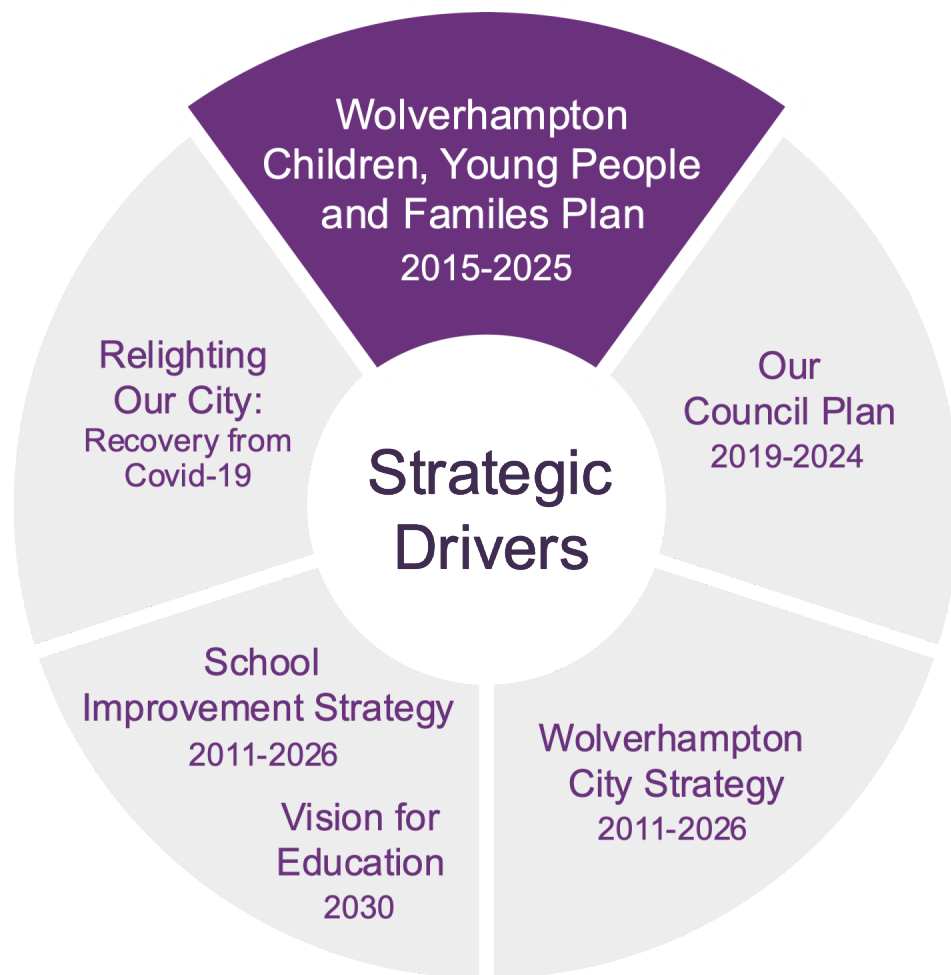 Wolverhampton
Children, Young People
and Familes Plan
2015-2025
Our
Council Plan
2019-2024
Wolverhampton
City Strategy
2011-2026
School
Improvement Strategy
2011-2026
Vision for
Education
2030
Relighting
Our City:
Recovery from
Covid-19
Strategic
Drivers